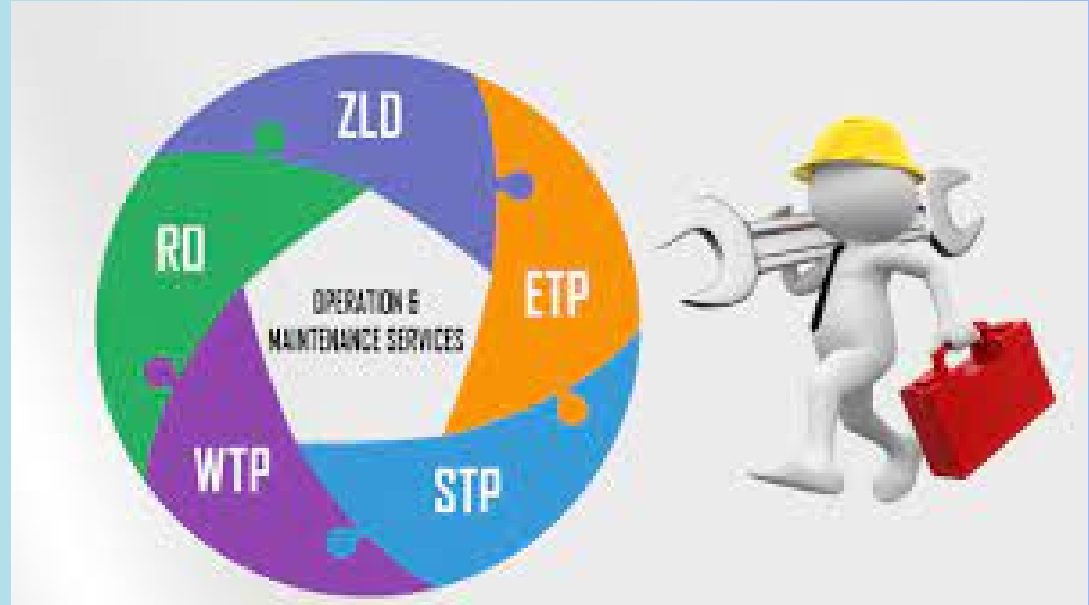 ZLD
ETP
STP
WTP
RO
OPERATION &
MAINTENANCE SERVICES